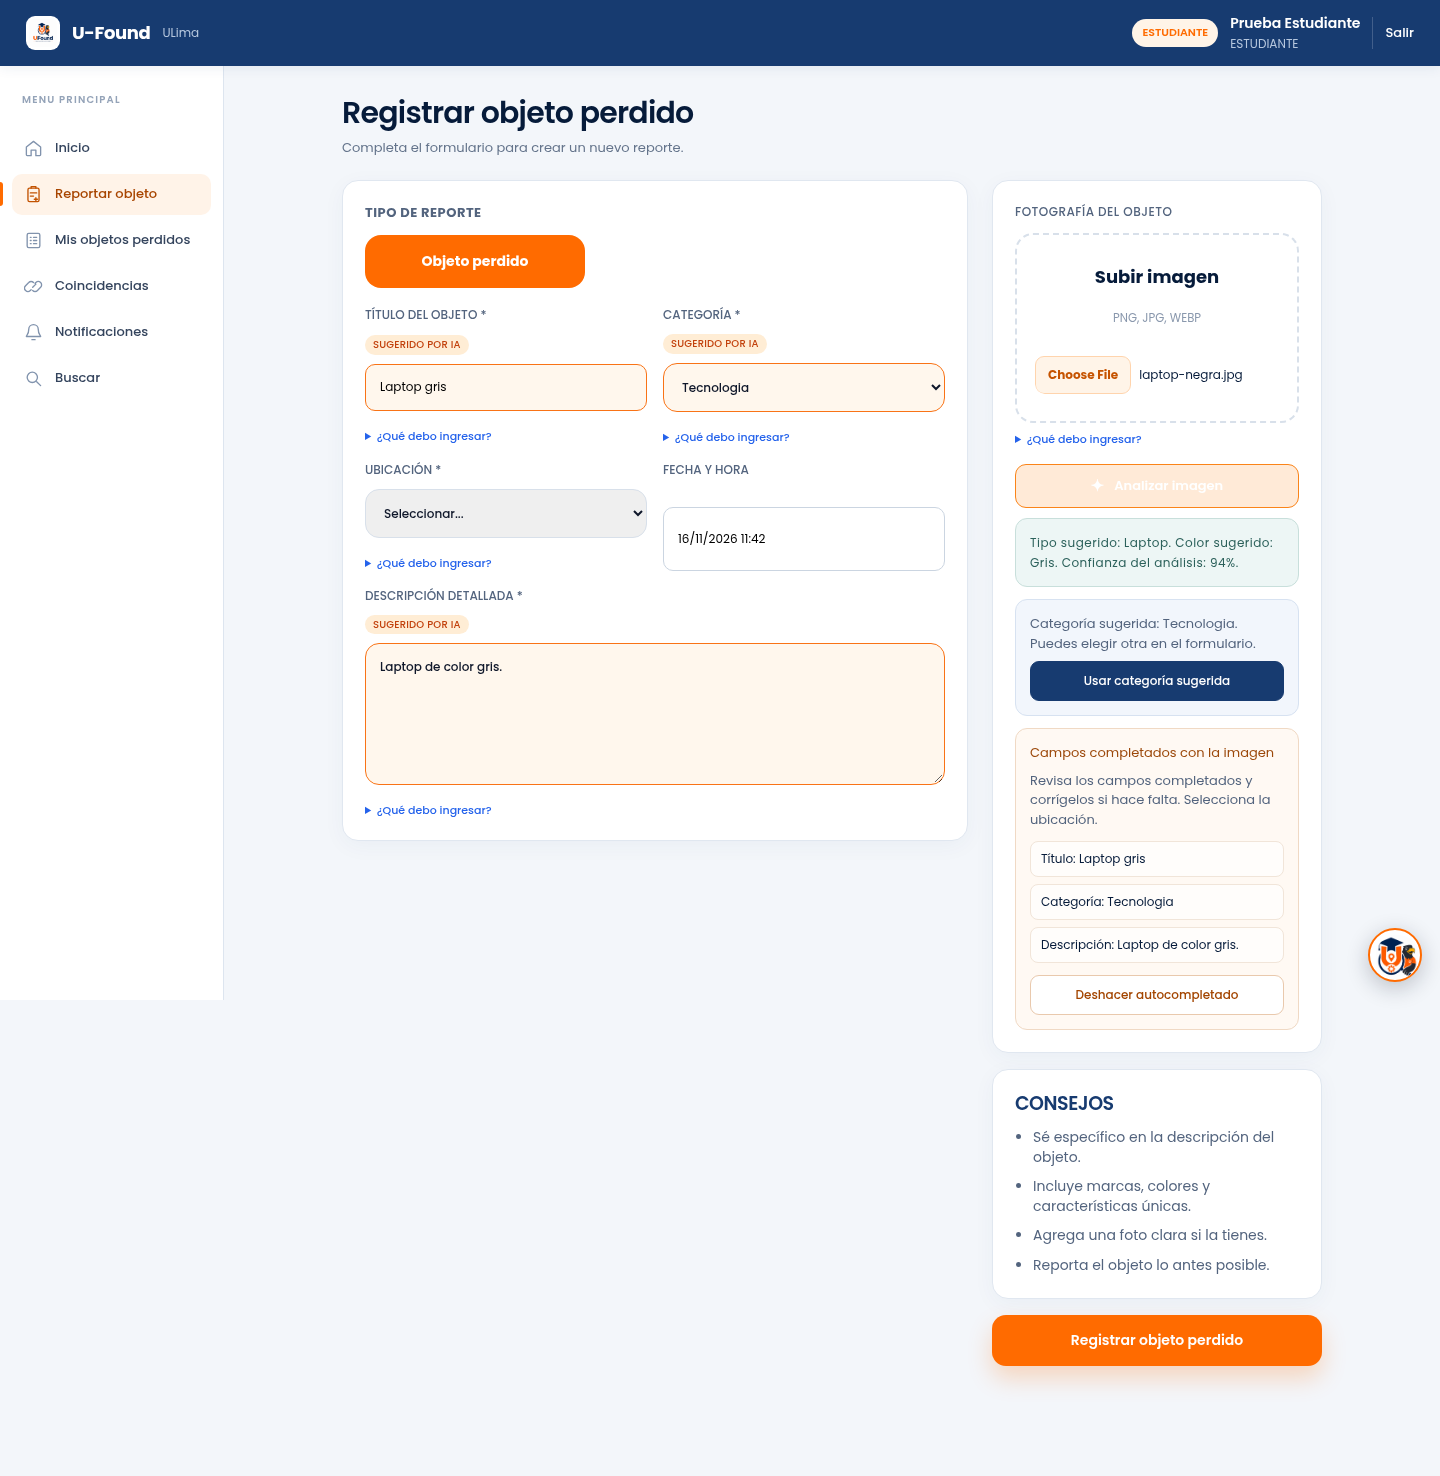 UFound
U-Found ULima
ESTUDIANTE
Prueba Estudiante
ESTUDIANTE
Salir
MENU PRINCIPAL
Inicio
Reportar objeto
Mis objetos perdidos
Coincidencias
Notificaciones
Buscar
Registrar objeto perdido
Completa el formulario para crear un nuevo reporte.
TIPO DE REPORTE
Objeto perdido
TÍTULO DEL OBJETO *
SUGERIDO POR IA
Laptop gris
¿Qué debo ingresar?
CATEGORÍA *
SUGERIDO POR IA
Tecnologia
¿Qué debo ingresar?
UBICACIÓN *
Seleccionar...
¿Qué debo ingresar?
FECHA Y HORA
16/11/2026 11:42
DESCRIPCIÓN DETALLADA *
SUGERIDO POR IA
Laptop de color gris.
¿Qué debo ingresar?
FOTOGRAFÍA DEL OBJETO
Subir imagen
PNG, JPG, WEBP
Choose File laptop-negra.jpg
¿Qué debo ingresar?
✦ Analizar imagen
Tipo sugerido: Laptop. Color sugerido:
Gris. Confianza del análisis: 94%.
Categoría sugerida: Tecnologia.
Puedes elegir otra en el formulario.
Usar categoría sugerida
Campos completados con la imagen
Revisa los campos completados y
corrígelos si hace falta. Selecciona la
ubicación.
Título: Laptop gris
Categoría: Tecnologia
Descripción: Laptop de color gris.
Deshacer autocompletado
CONSEJOS
• Sé específico en la descripción del
objeto.
• Incluye marcas, colores y
características únicas.
• Agrega una foto clara si la tienes.
• Reporta el objeto lo antes posible.
Registrar objeto perdido